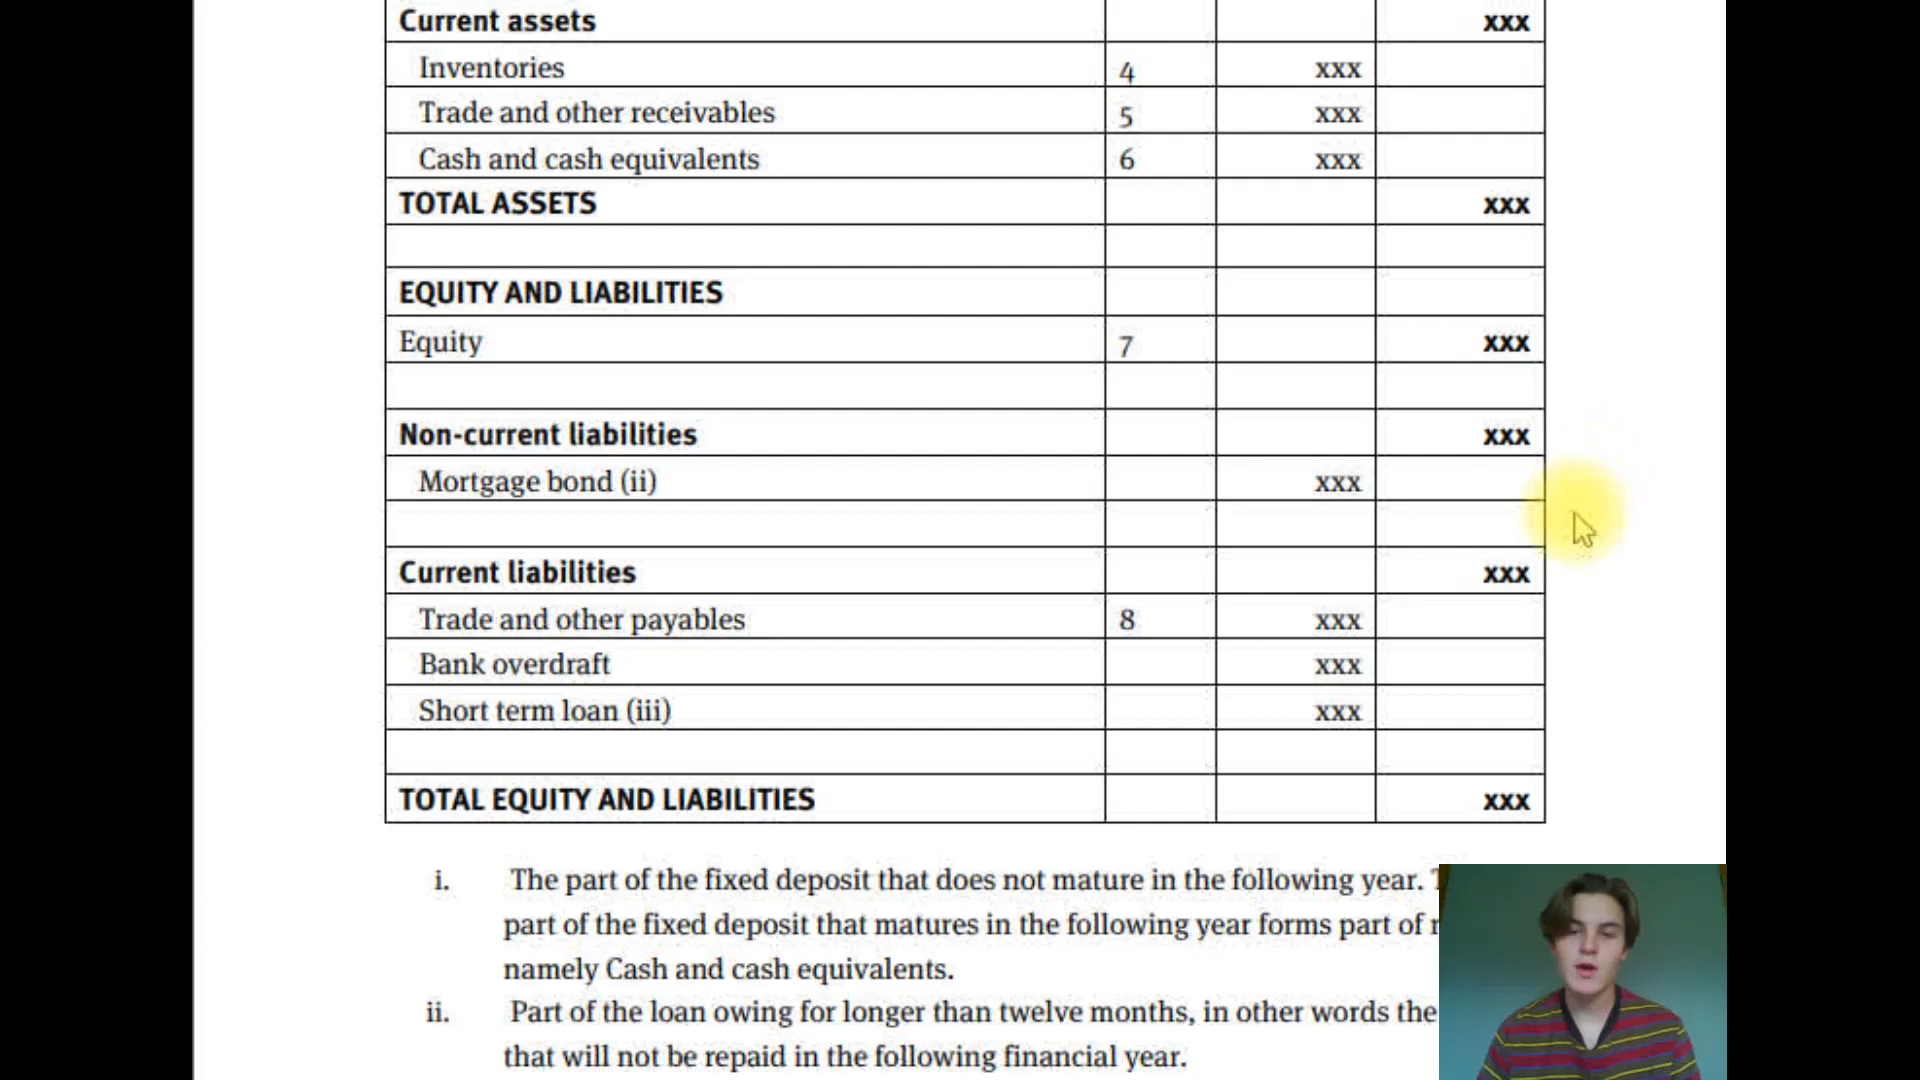 Current assets xxx
Inventories 4 xxx
Trade and other receivables 5 xxx
Cash and cash equivalents 6 xxx
TOTAL ASSETS xxx
EQUITY AND LIABILITIES
Equity 7 xxx
Non-current liabilities xxx
Mortgage bond (ii) xxx
Current liabilities xxx
Trade and other payables 8 xxx
Bank overdraft xxx
Short term loan (iii) xxx
TOTAL EQUITY AND LIABILITIES xxx
i. The part of the fixed deposit that does not mature in the following year.
part of the fixed deposit that matures in the following year forms part of
namely Cash and cash equivalents.
ii. Part of the loan owing for longer than twelve months, in other words the
that will not be repaid in the following financial year.